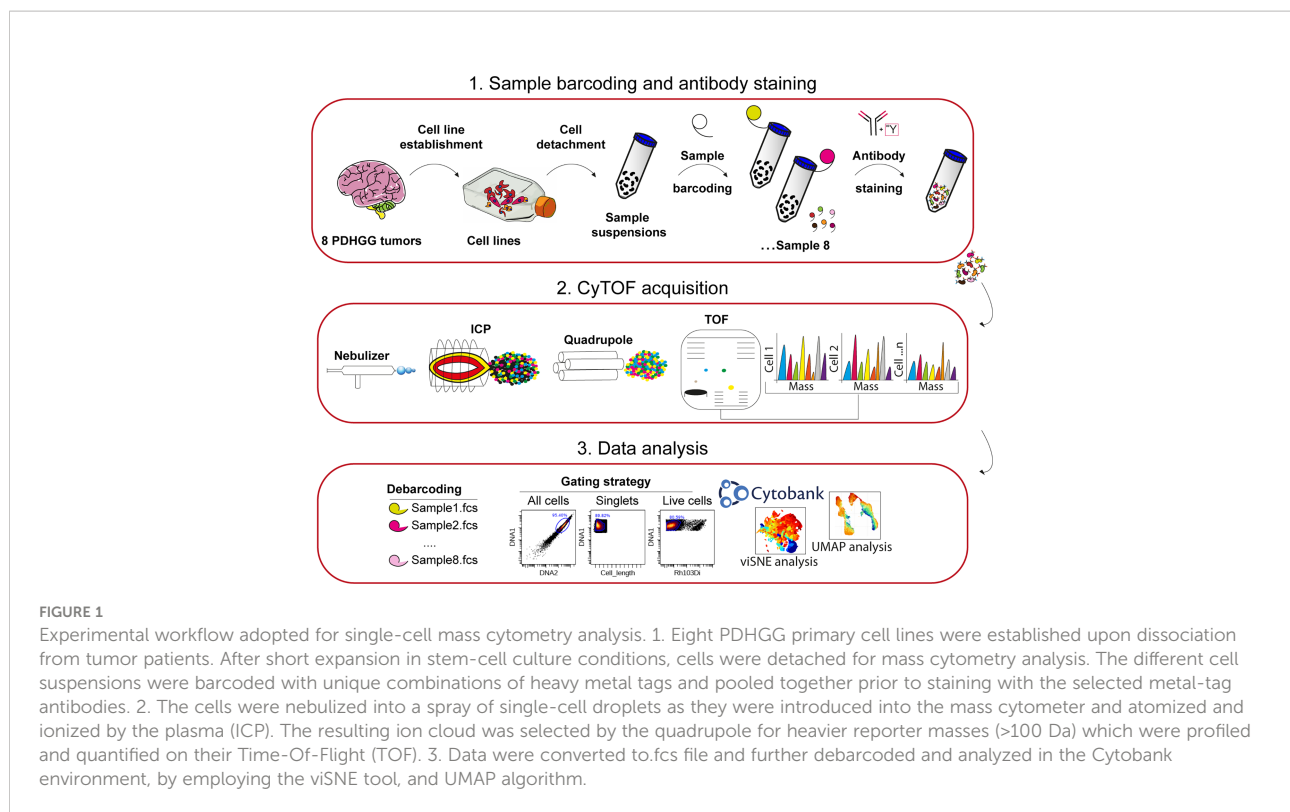 1. Sample barcoding and antibody staining
Cell line
establishment
Cell
detachment
Sample
barcoding
Antibody
staining
+
Y
8 PDHGG tumors
Cell lines
Sample
suspensions
...Sample 8
2. CyTOF acquisition
Nebulizer
ICP
Quadrupole
TOF
Cell 1
Mass
Cell 2
Mass
Cell ...n
Mass
3. Data analysis
Debarcoding
Sample1.fcs
Sample2.fcs
....
Sample8.fcs
Gating strategy
All cells
Singlets
Live cells
DNA1
DNA2
DNA1
Cell_length
DNA1
Rh103Di
Cytobank
viSNE analysis
UMAP analysis
FIGURE 1
Experimental workflow adopted for single-cell mass cytometry analysis. 1. Eight PDHGG primary cell lines were established upon dissociation
from tumor patients. After short expansion in stem-cell culture conditions, cells were detached for mass cytometry analysis. The different cell
suspensions were barcoded with unique combinations of heavy metal tags and pooled together prior to staining with the selected metal-tag
antibodies. 2. The cells were nebulized into a spray of single-cell droplets as they were introduced into the mass cytometer and atomized and
ionized by the plasma (ICP). The resulting ion cloud was selected by the quadrupole for heavier reporter masses (>100 Da) which were profiled
and quantified on their Time-Of-Flight (TOF). 3. Data were converted to.fcs file and further debarcoded and analyzed in the Cytobank
environment, by employing the viSNE tool, and UMAP algorithm.